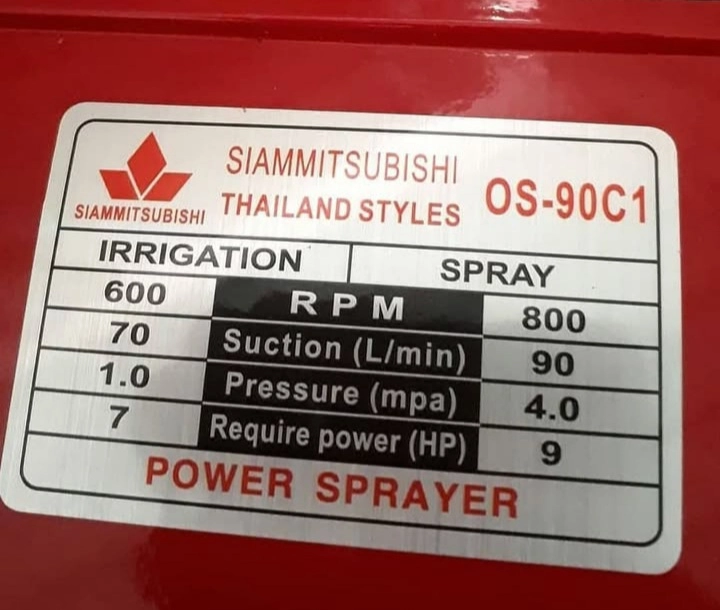 SIAMMITSUBISHI
SIAMMITSUBISHI
THAILAND STYLES
OS-90C1
IRRIGATION SPRAY
600 RPM 800
70 Suction (L/min) 90
1.0 Pressure (mpa) 4.0
7 Require power (HP) 9
POWER SPRAYER